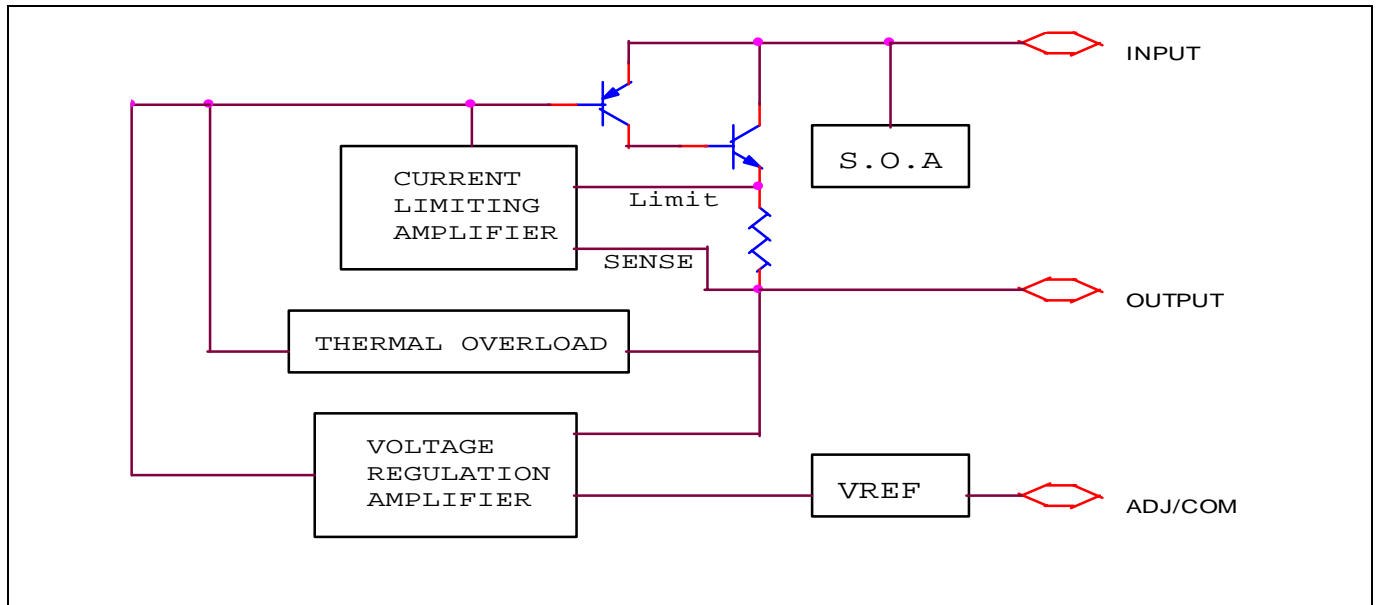 INPUT
S.O.A
CURRENT
LIMITING
AMPLIFIER
Limit
SENSE
OUTPUT
THERMAL OVERLOAD
VOLTAGE
REGULATION
AMPLIFIER
VREF
ADJ/COM